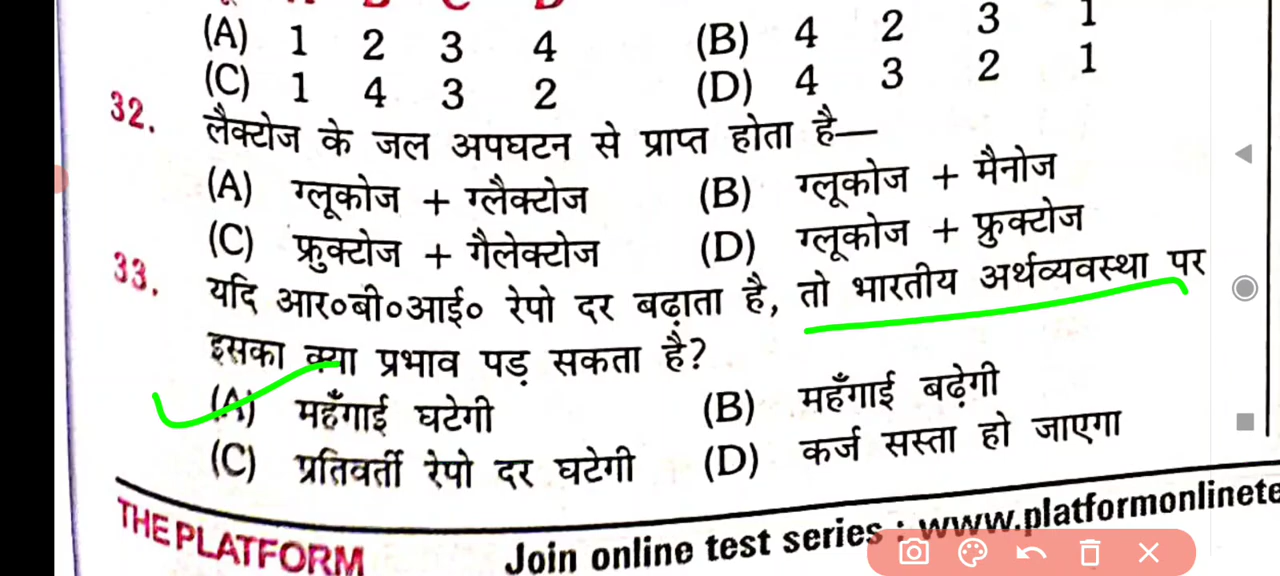 (A) 1 2 3 4 (B) 4 2 3 1
(C) 1 4 3 2 (D) 4 3 2 1
32. लैक्टोज के जल अपघटन से प्राप्त होता है—
(A) ग्लूकोज + ग्लैक्टोज (B) ग्लूकोज + मैनोज
(C) फ्रुक्टोज + गैलेक्टोज (D) ग्लूकोज + फ्रुक्टोज
33. यदि आर०बी०आई० रेपो दर बढ़ाता है, तो भारतीय अर्थव्यवस्था पर
इसका क्या प्रभाव पड़ सकता है?
(A) महँगाई घटेगी (B) महँगाई बढ़ेगी
(C) प्रतिवर्ती रेपो दर घटेगी (D) कर्ज सस्ता हो जाएगा
THE PLATFORM Join online test series : www.platformonlinete